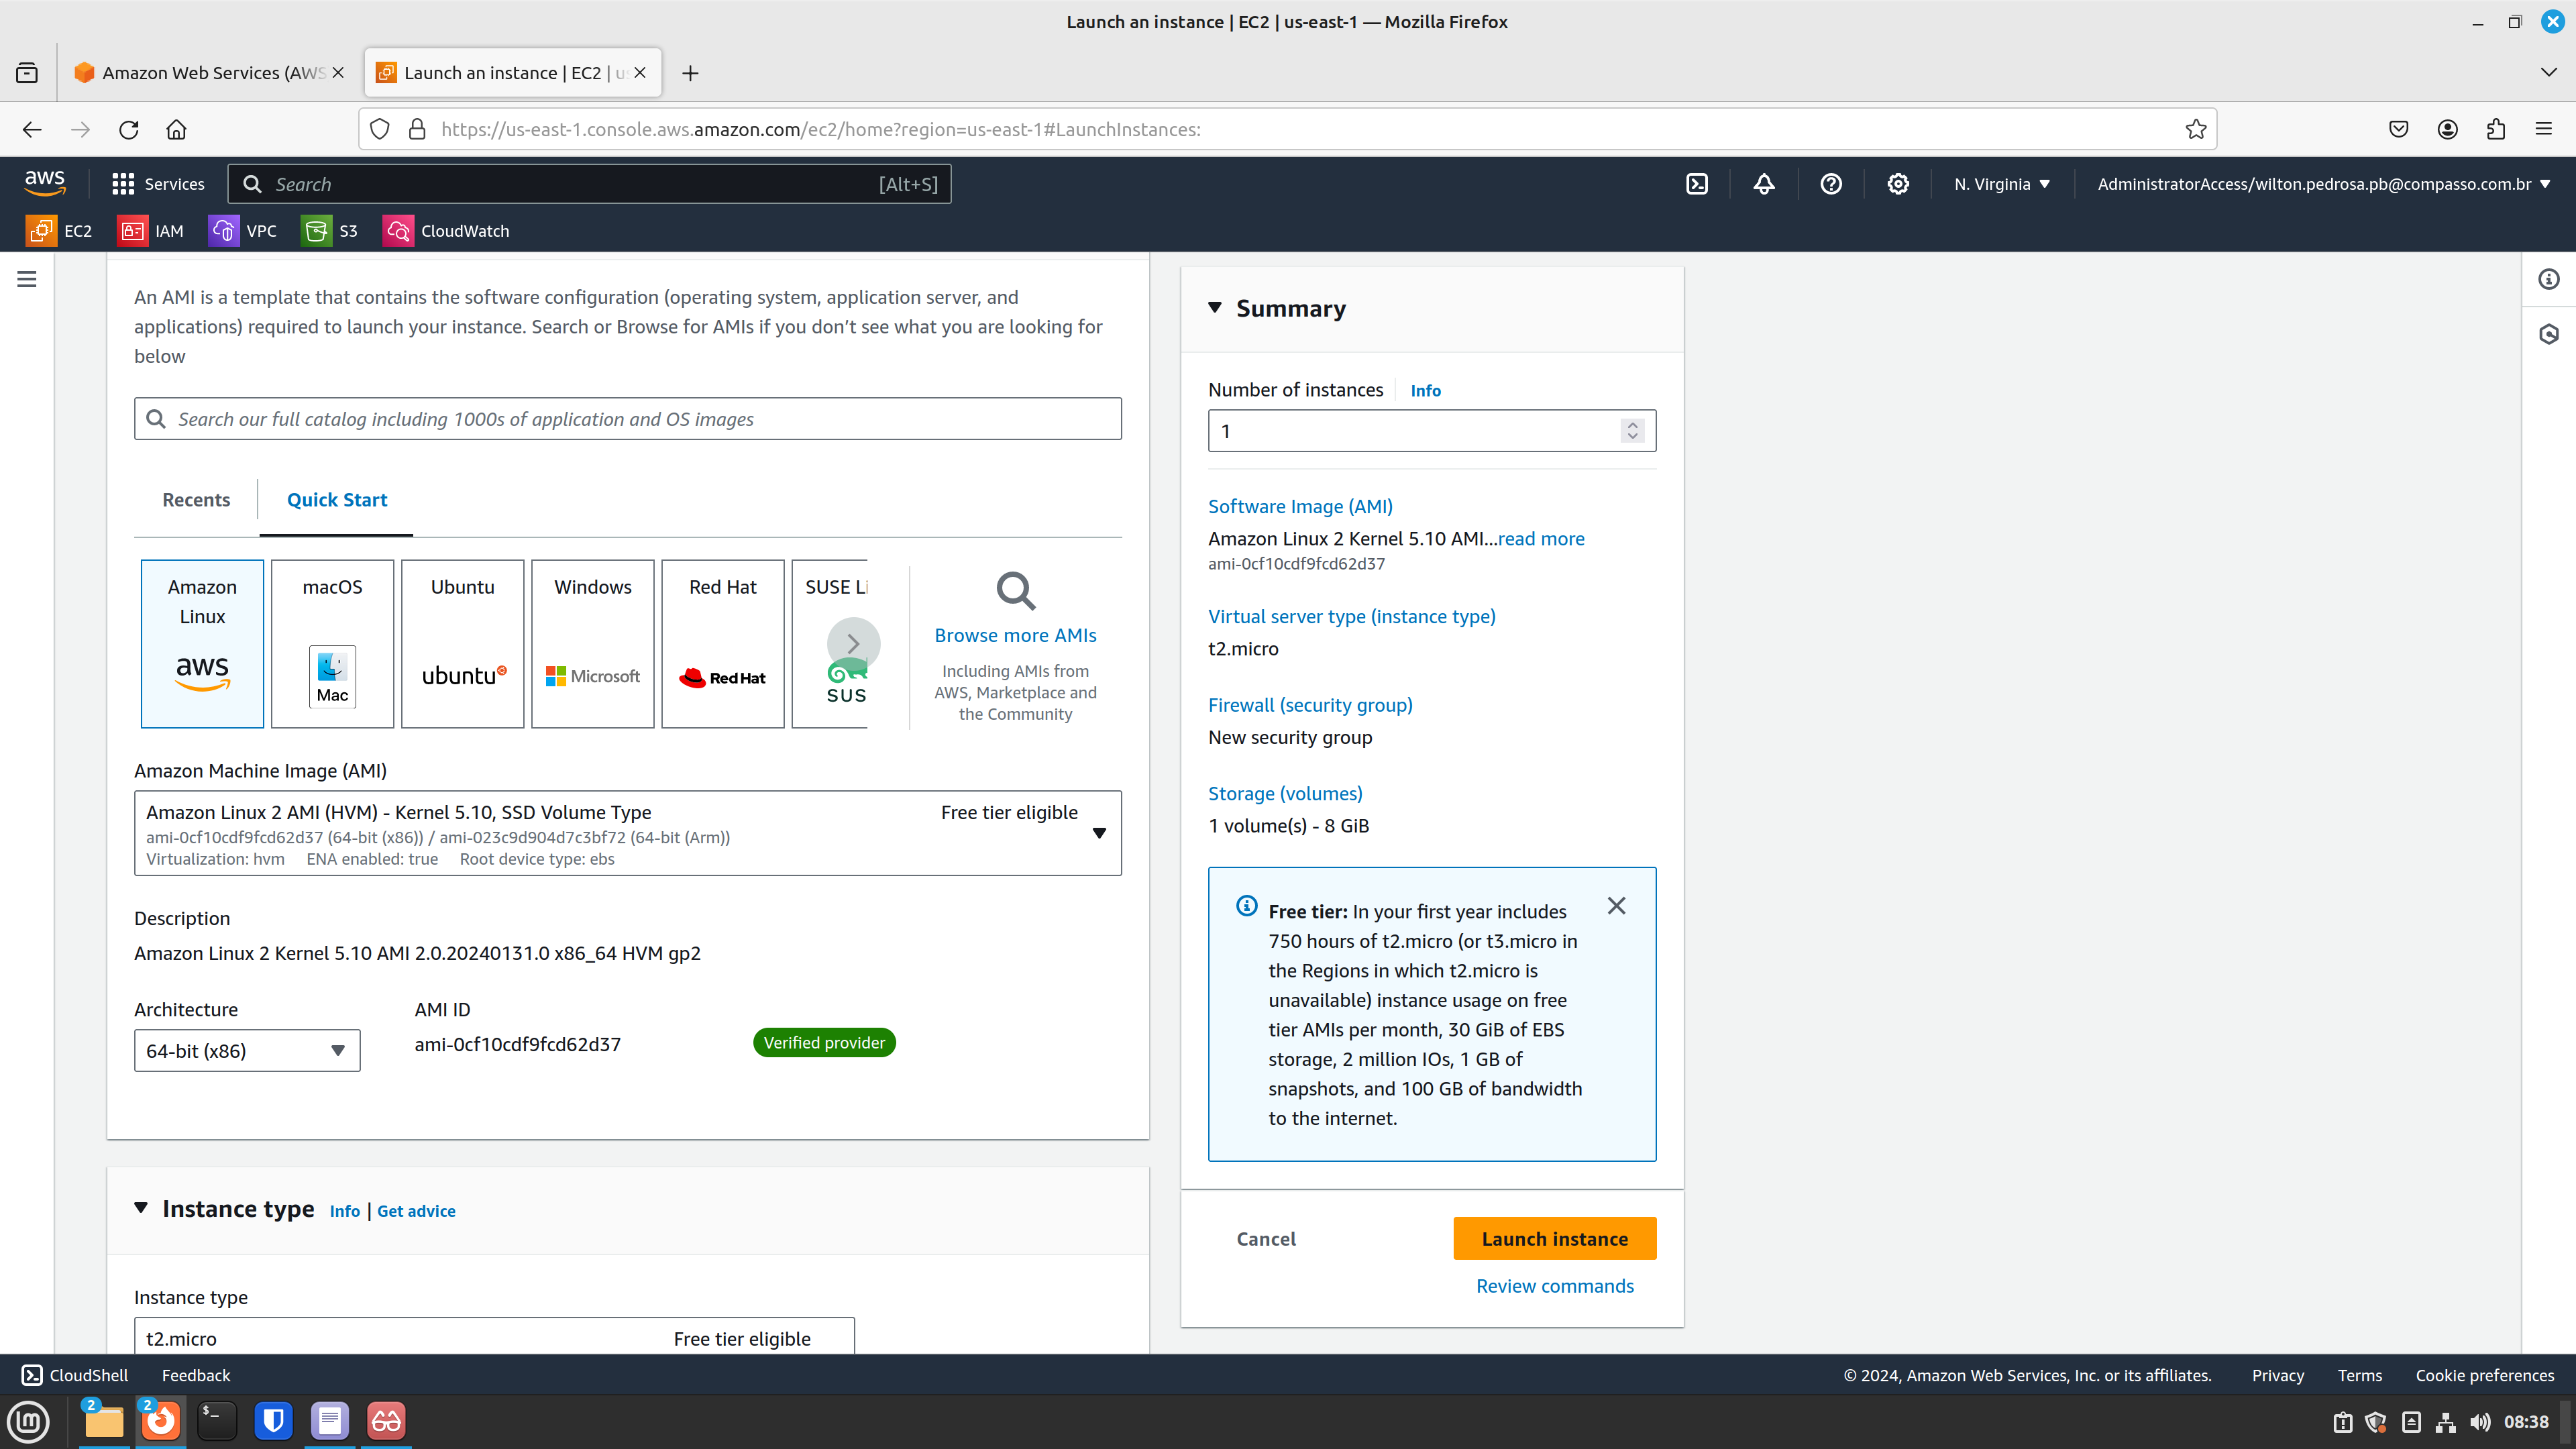 Launch an instance | EC2 | us-east-1 — Mozilla Firefox
Amazon Web Services (AWS
Launch an instance | EC2 | us
https://us-east-1.console.aws.amazon.com/ec2/home?region=us-east-1#LaunchInstances:
aws
Services
Search
[Alt+S]
N. Virginia
AdministratorAccess/wilton.pedrosa.pb@compasso.com.br
EC2
IAM
VPC
S3
CloudWatch
An AMI is a template that contains the software configuration (operating system, application server, and
applications) required to launch your instance. Search or Browse for AMIs if you don’t see what you are looking for
below
Search our full catalog including 1000s of application and OS images
Recents
Quick Start
Amazon
Linux
aws
macOS
Mac
Ubuntu
ubuntu
Windows
Microsoft
Red Hat
Red Hat
SUSE Li
SUS
Browse more AMIs
Including AMIs from
AWS, Marketplace and
the Community
Amazon Machine Image (AMI)
Amazon Linux 2 AMI (HVM) - Kernel 5.10, SSD Volume Type
Free tier eligible
ami-0cf10cdf9fcd62d37 (64-bit (x86)) / ami-023c9d904d7c3bf72 (64-bit (Arm))
Virtualization: hvm ENA enabled: true Root device type: ebs
Description
Amazon Linux 2 Kernel 5.10 AMI 2.0.20240131.0 x86_64 HVM gp2
Architecture
64-bit (x86)
AMI ID
ami-0cf10cdf9fcd62d37
Verified provider
Instance type Info | Get advice
Instance type
t2.micro
Free tier eligible
Summary
Number of instances Info
1
Software Image (AMI)
Amazon Linux 2 Kernel 5.10 AMI...read more
ami-0cf10cdf9fcd62d37
Virtual server type (instance type)
t2.micro
Firewall (security group)
New security group
Storage (volumes)
1 volume(s) - 8 GiB
Free tier: In your first year includes
750 hours of t2.micro (or t3.micro in
the Regions in which t2.micro is
unavailable) instance usage on free
tier AMIs per month, 30 GiB of EBS
storage, 2 million IOs, 1 GB of
snapshots, and 100 GB of bandwidth
to the internet.
Cancel
Launch instance
Review commands
CloudShell
Feedback
© 2024, Amazon Web Services, Inc. or its affiliates.
Privacy
Terms
Cookie preferences
2
2
$_
08:38